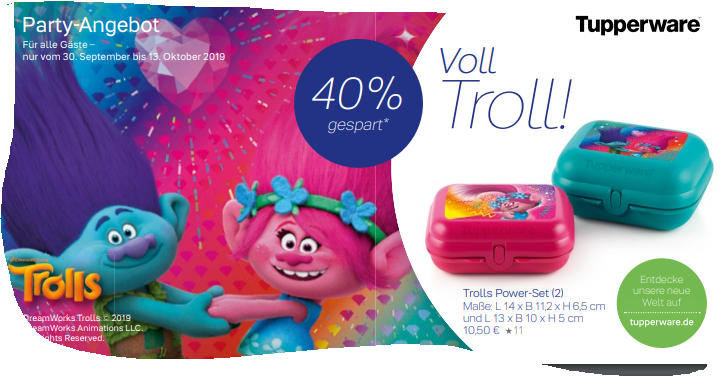 Party-Angebot
Für alle Gäste –
nur vom 30. September bis 13. Oktober 2019
Tupperware
40%
gespart*
Voll
Troll!
Tupperware
Trolls
DreamWorks Trolls © 2019
DreamWorks Animations LLC.
Rights Reserved.
Trolls Power-Set (2)
Maße: L 14 x B 11,2 x H 6,5 cm
und L 13 x B 10 x H 5 cm
10,50 € ★11
Entdecke
unsere neue
Welt auf
tupperware.de